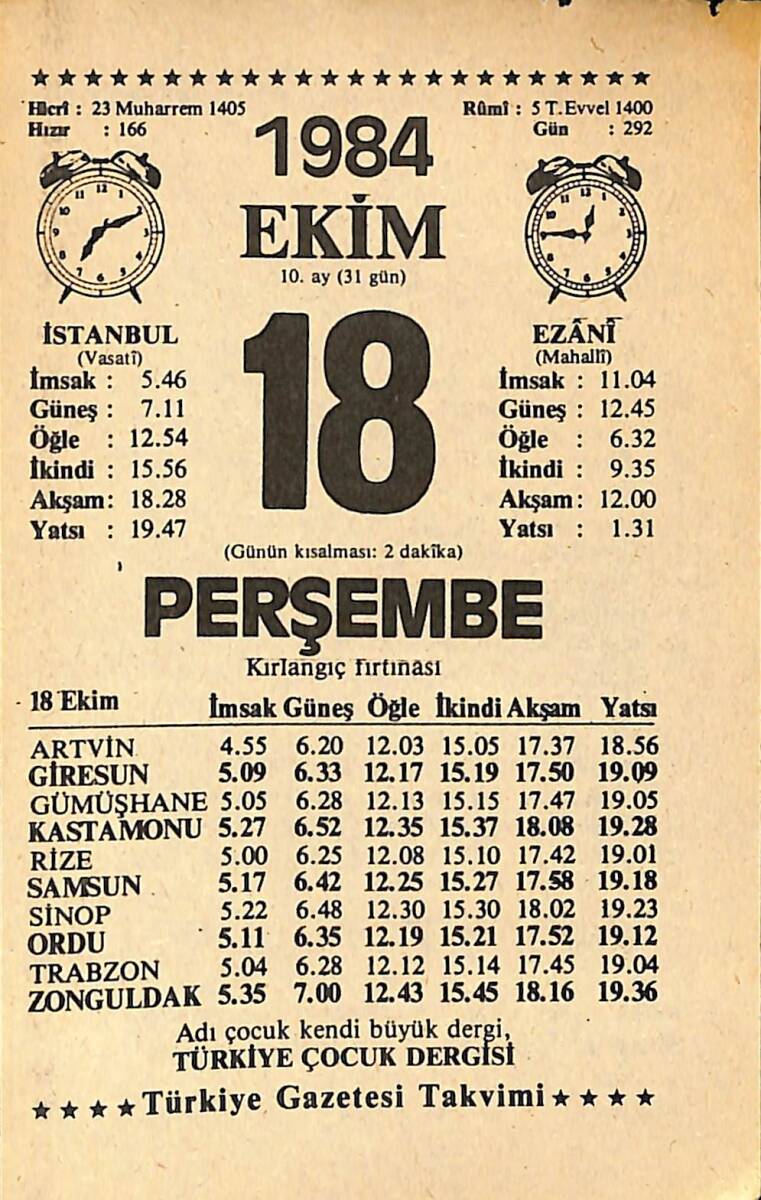 Hicrî : 23 Muharrem 1405
Hızır : 166
Rûmî : 5 T.Evvel 1400
Gün : 292
1984
EKİM
10. ay (31 gün)
18
İSTANBUL
(Vasatî)
İmsak : 5.46
Güneş : 7.11
Öğle : 12.54
İkindi : 15.56
Akşam: 18.28
Yatsı : 19.47
EZÂNÎ
(Mahallî)
İmsak : 11.04
Güneş : 12.45
Öğle : 6.32
İkindi : 9.35
Akşam: 12.00
Yatsı : 1.31
(Günün kısalması: 2 dakîka)
PERŞEMBE
Kırlangıç fırtınası
18 Ekim İmsak Güneş Öğle İkindi Akşam Yatsı
ARTVİN 4.55 6.20 12.03 15.05 17.37 18.56
GİRESUN 5.09 6.33 12.17 15.19 17.50 19.09
GÜMÜŞHANE 5.05 6.28 12.13 15.15 17.47 19.05
KASTAMONU 5.27 6.52 12.35 15.37 18.08 19.28
RİZE 5.00 6.25 12.08 15.10 17.42 19.01
SAMSUN 5.17 6.42 12.25 15.27 17.58 19.18
SİNOP 5.22 6.48 12.30 15.30 18.02 19.23
ORDU 5.11 6.35 12.19 15.21 17.52 19.12
TRABZON 5.04 6.28 12.12 15.14 17.45 19.04
ZONGULDAK 5.35 7.00 12.43 15.45 18.16 19.36
Adı çocuk kendi büyük dergi,
TÜRKİYE ÇOCUK DERGİSİ
Türkiye Gazetesi Takvimi